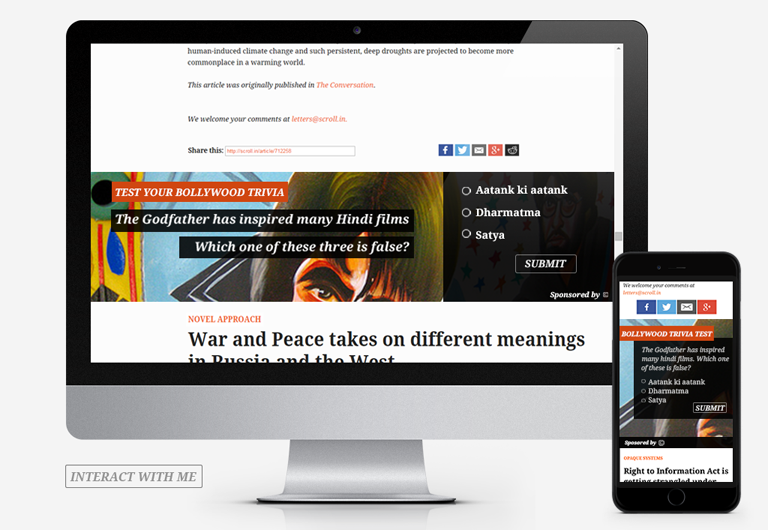 human-induced climate change and such persistent, deep droughts are projected to become more
commonplace in a warming world.
This article was originally published in The Conversation.
We welcome your comments at letters@scroll.in.
Share this: http://scroll.in/article/712256
TEST YOUR BOLLYWOOD TRIVIA
The Godfather has inspired many Hindi films
Which one of these three is false?
Aatank ki aatank
Dharmatma
Satya
SUBMIT
Sponsored by
NOVEL APPROACH
War and Peace takes on different meanings
in Russia and the West
INTERACT WITH ME
We welcome your comments at
letters@scroll.in
BOLLYWOOD TRIVIA TEST
The Godfather has inspired
many hindi films. Which one
of these is false?
Aatank ki aatank
Dharmatma
Satya
SUBMIT
Sposored by
OPAQUE SYSTEMS
Right to Information Act is
getting strangled under